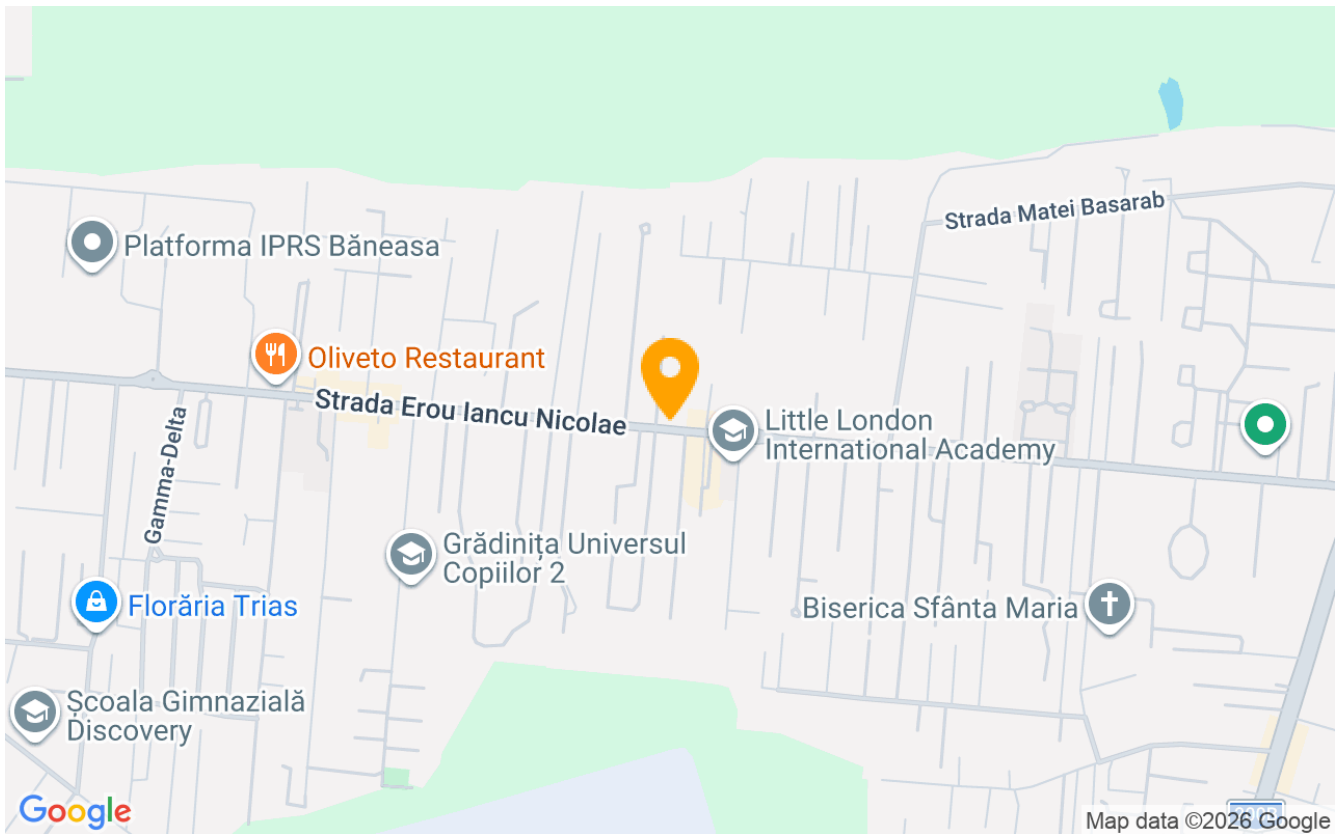 Strada Matei Basarab
Platforma IPRS Băneasa
Oliveto Restaurant
Strada Erou Iancu Nicolae
Little London
International Academy
Gamma-Delta
Grădinița Universul
Copiilor 2
Florăria Trias
Biserica Sfânta Maria
Școala Gimnazială
Discovery
Google
Map data ©2026 Google